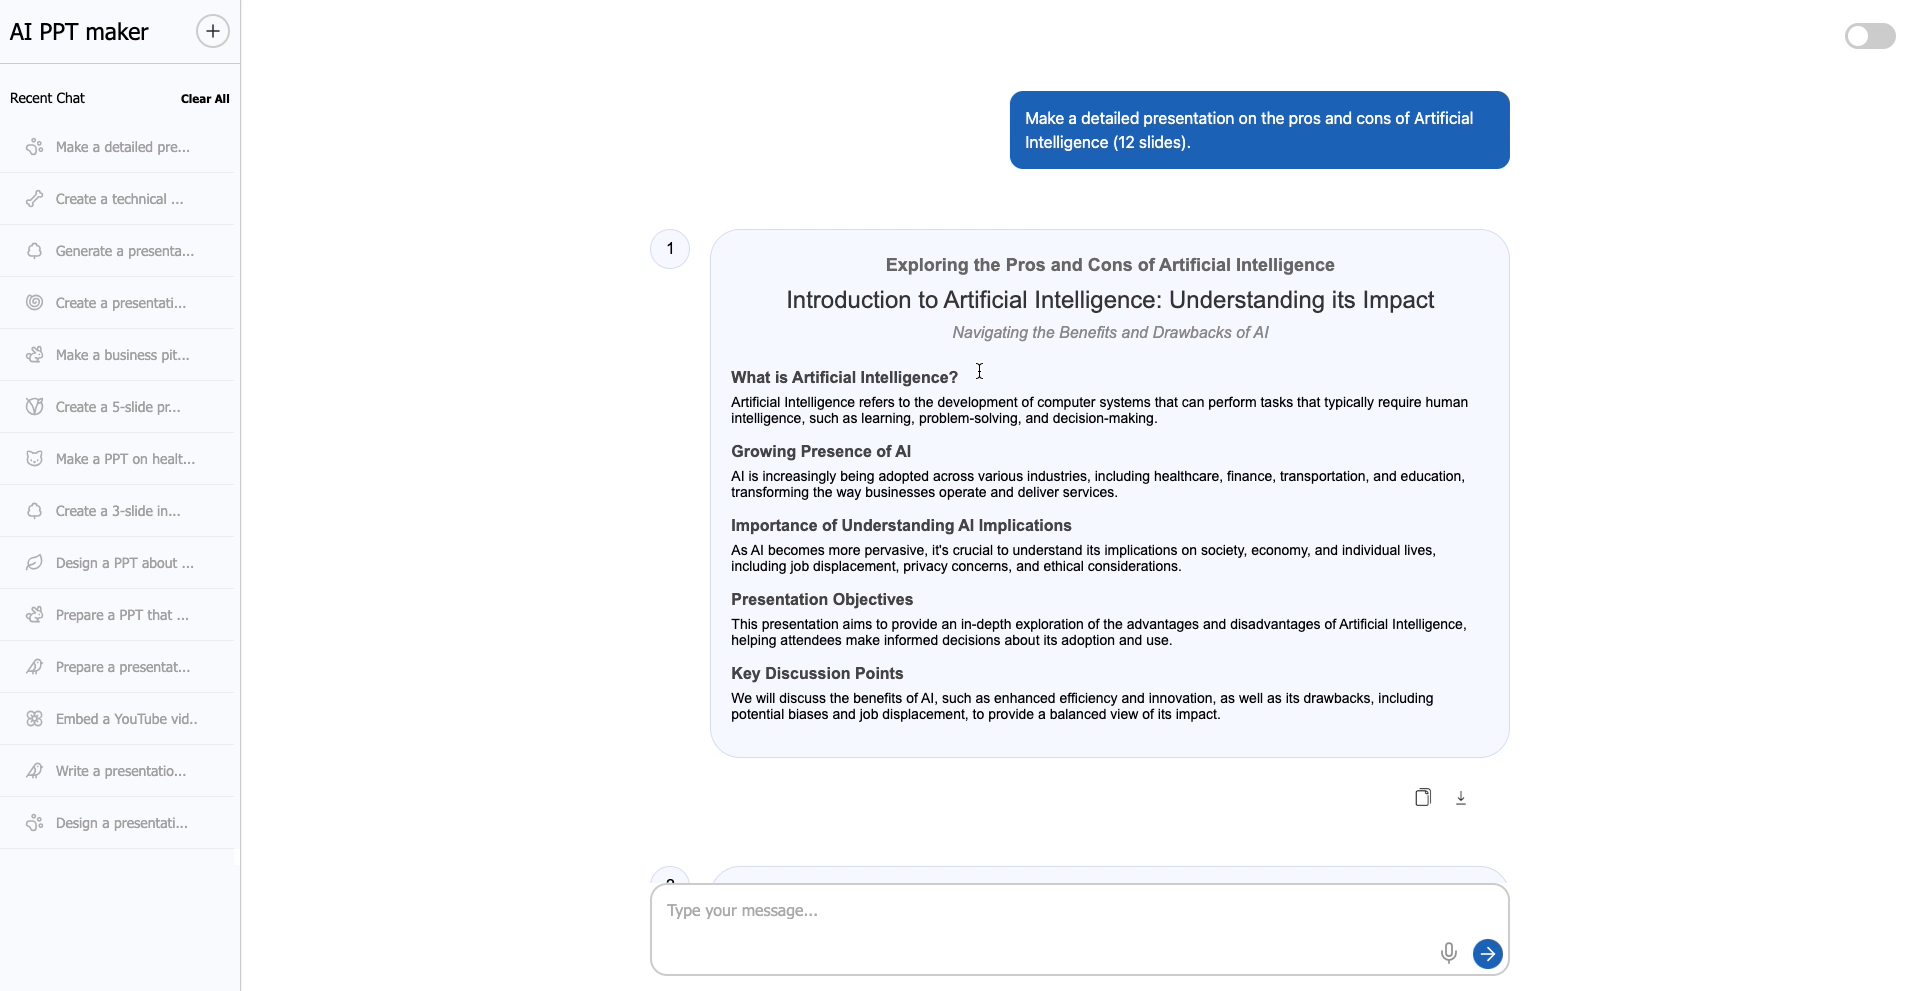 AI PPT maker
Recent Chat
Clear All
Make a detailed pre...
Create a technical ...
Generate a presenta...
Create a presentati...
Make a business pit...
Create a 5-slide pr...
Make a PPT on healt...
Create a 3-slide in...
Design a PPT about ...
Prepare a PPT that ...
Prepare a presentat...
Embed a YouTube vid..
Write a presentatio...
Design a presentati...
Make a detailed presentation on the pros and cons of Artificial
Intelligence (12 slides).
1
Exploring the Pros and Cons of Artificial Intelligence
Introduction to Artificial Intelligence: Understanding its Impact
Navigating the Benefits and Drawbacks of AI
What is Artificial Intelligence?
Artificial Intelligence refers to the development of computer systems that can perform tasks that typically require human
intelligence, such as learning, problem-solving, and decision-making.
Growing Presence of AI
AI is increasingly being adopted across various industries, including healthcare, finance, transportation, and education,
transforming the way businesses operate and deliver services.
Importance of Understanding AI Implications
As AI becomes more pervasive, it's crucial to understand its implications on society, economy, and individual lives,
including job displacement, privacy concerns, and ethical considerations.
Presentation Objectives
This presentation aims to provide an in-depth exploration of the advantages and disadvantages of Artificial Intelligence,
helping attendees make informed decisions about its adoption and use.
Key Discussion Points
We will discuss the benefits of AI, such as enhanced efficiency and innovation, as well as its drawbacks, including
potential biases and job displacement, to provide a balanced view of its impact.
Type your message...